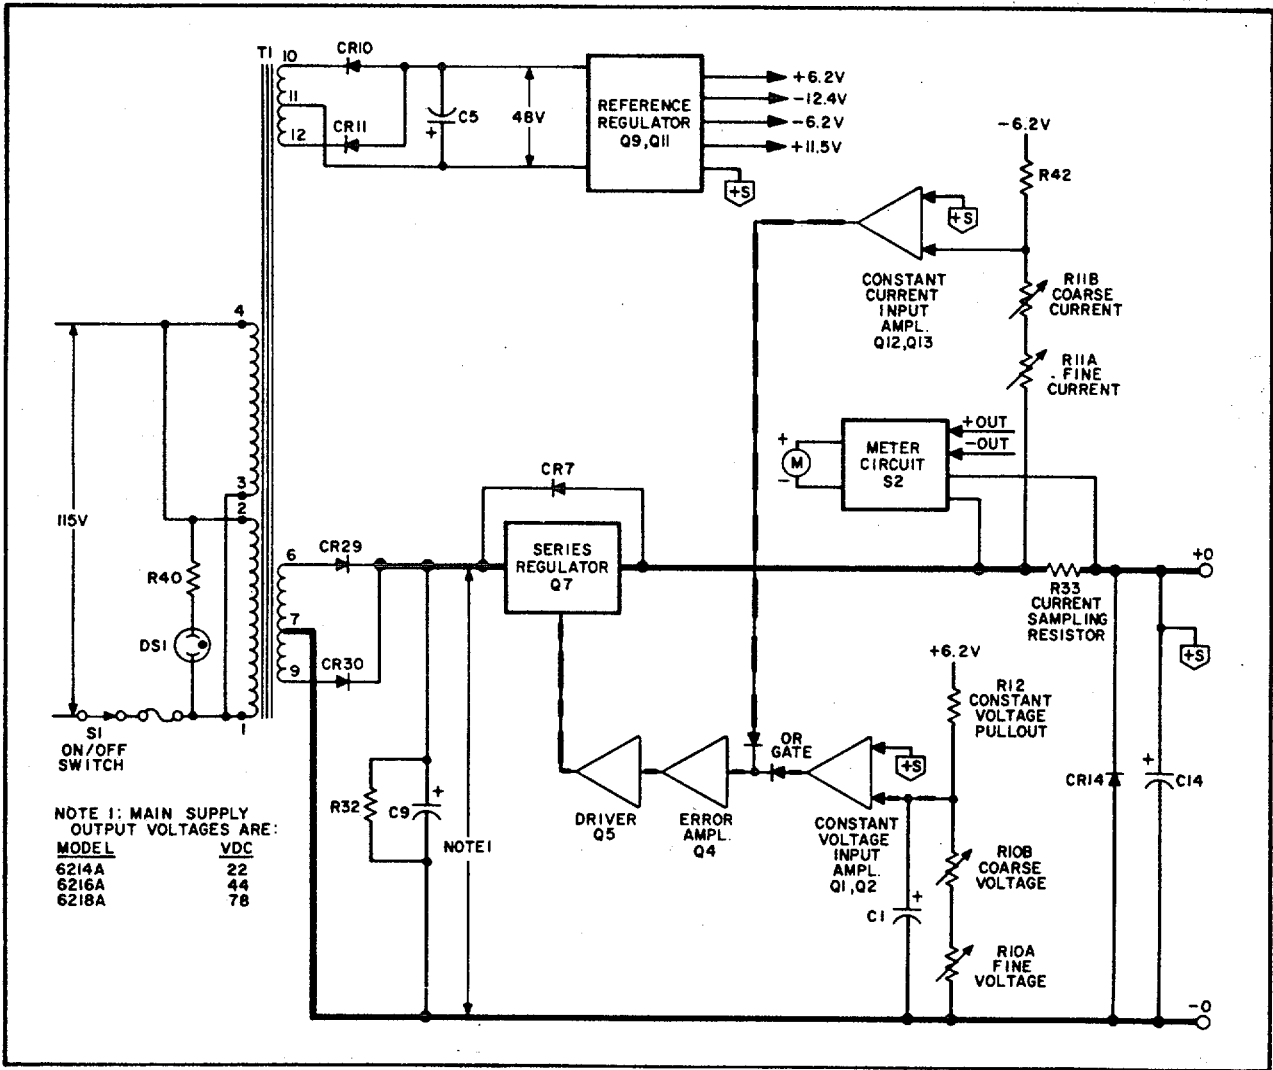 T1
10
CR10
11
CR11
12
C5
+
48V
REFERENCE
REGULATOR
Q9,Q11
+6.2V
-12.4V
-6.2V
+11.5V
+S
-6.2V
R42
+S
CONSTANT
CURRENT
INPUT
AMPL.
Q12,Q13
R11B
COARSE
CURRENT
R11A
FINE
CURRENT
4
3
2
1
115V
R40
DS1
S1
ON/OFF
SWITCH
6
7
9
CR29
CR30
CR7
SERIES
REGULATOR
Q7
+
M
-
METER
CIRCUIT
S2
+OUT
-OUT
R33
CURRENT
SAMPLING
RESISTOR
+O
+S
+6.2V
R12
CONSTANT
VOLTAGE
PULLOUT
OR
GATE
+S
R32
C9
+
NOTE 1
DRIVER
Q5
ERROR
AMPL.
Q4
CONSTANT
VOLTAGE
INPUT
AMPL.
Q1,Q2
C1
+
R10B
COARSE
VOLTAGE
R10A
FINE
VOLTAGE
CR14
+
C14
-O
NOTE 1: MAIN SUPPLY
OUTPUT VOLTAGES ARE:
MODEL VDC
6214A 22
6216A 44
6218A 78